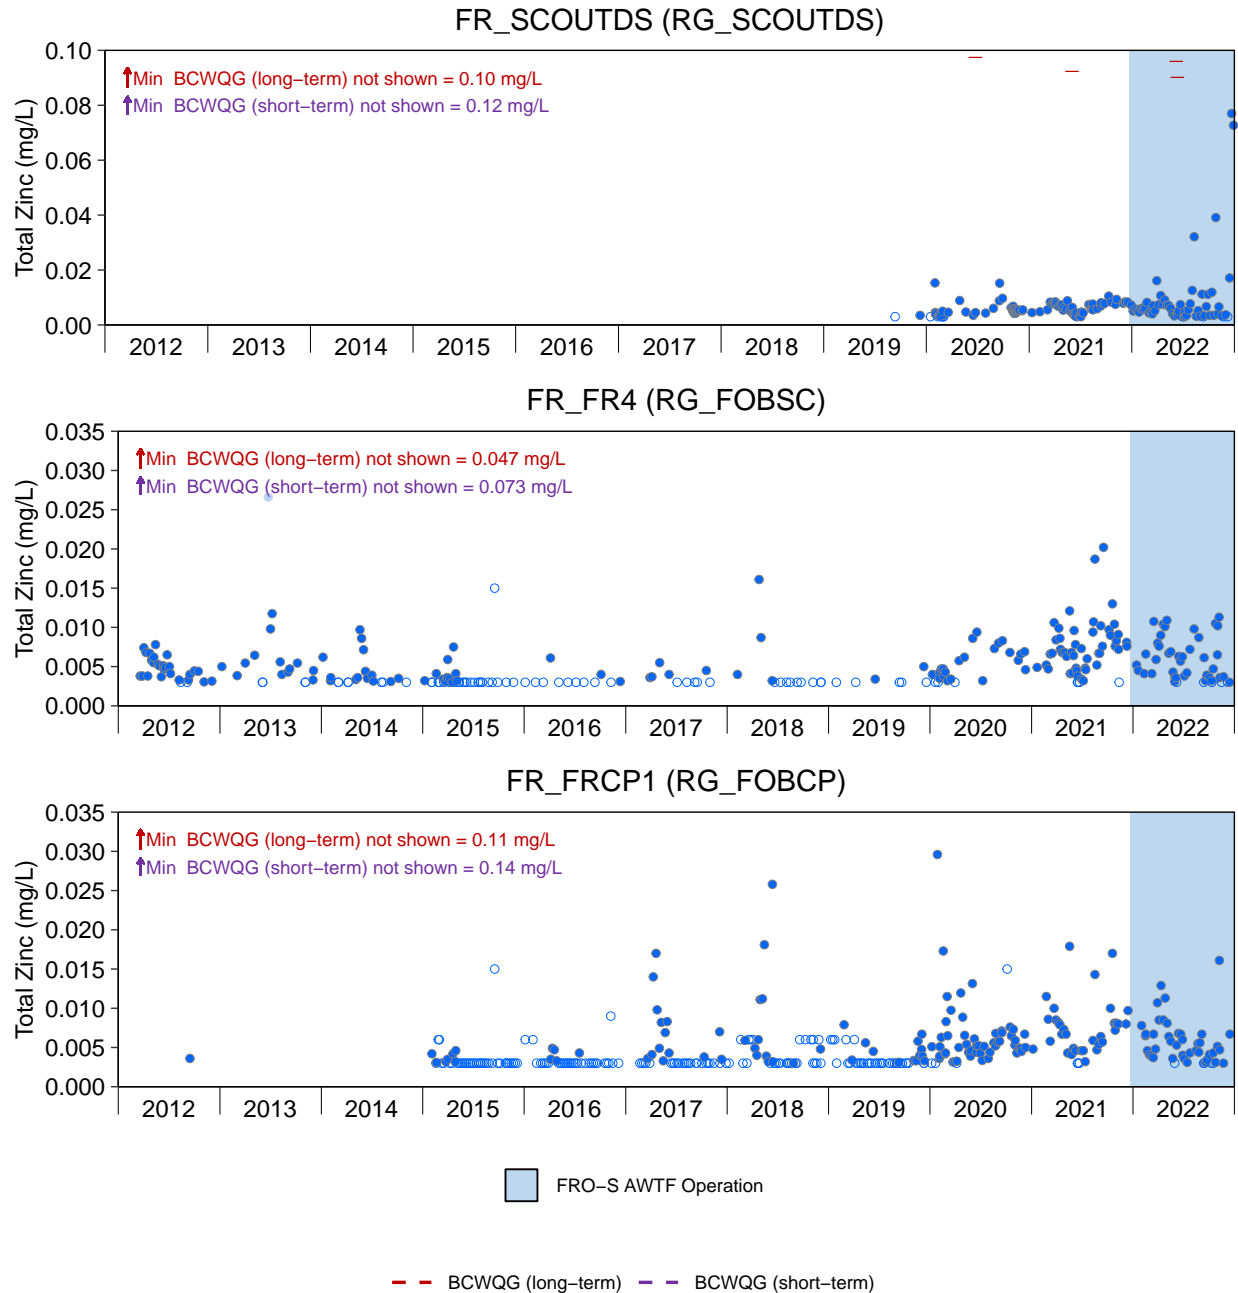 FR_SCOUTDS (RG_SCOUTDS)
Total Zinc (mg/L)
0.10
0.08
0.06
0.04
0.02
0.00
Min BCWQG (long−term) not shown = 0.10 mg/L
Min BCWQG (short−term) not shown = 0.12 mg/L
2012 2013 2014 2015 2016 2017 2018 2019 2020 2021 2022
FR_FR4 (RG_FOBSC)
Total Zinc (mg/L)
0.035
0.030
0.025
0.020
0.015
0.010
0.005
0.000
Min BCWQG (long−term) not shown = 0.047 mg/L
Min BCWQG (short−term) not shown = 0.073 mg/L
2012 2013 2014 2015 2016 2017 2018 2019 2020 2021 2022
FR_FRCP1 (RG_FOBCP)
Total Zinc (mg/L)
0.035
0.030
0.025
0.020
0.015
0.010
0.005
0.000
Min BCWQG (long−term) not shown = 0.11 mg/L
Min BCWQG (short−term) not shown = 0.14 mg/L
2012 2013 2014 2015 2016 2017 2018 2019 2020 2021 2022
FRO−S AWTF Operation
BCWQG (long−term) BCWQG (short−term)